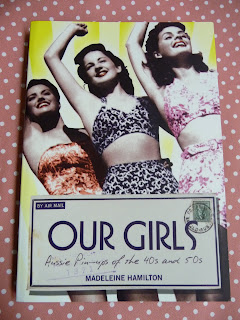 BY AIR MAIL
OUR GIRLS
Aussie Pin-ups of the 40s and 50s
MADELEINE HAMILTON